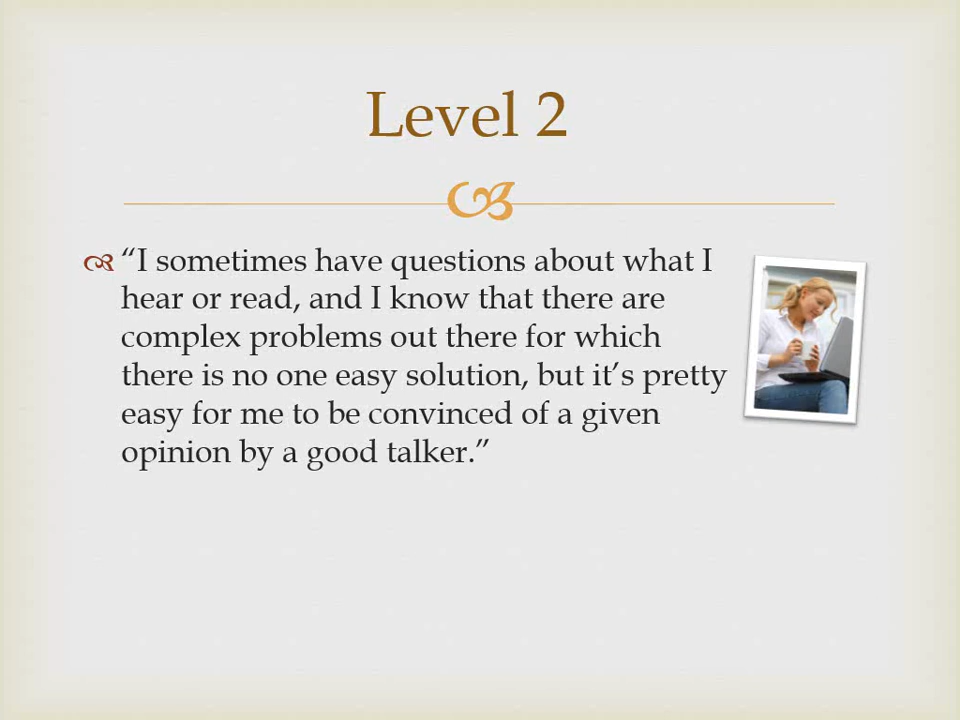 Level 2
“I sometimes have questions about what I
hear or read, and I know that there are
complex problems out there for which
there is no one easy solution, but it’s pretty
easy for me to be convinced of a given
opinion by a good talker.”